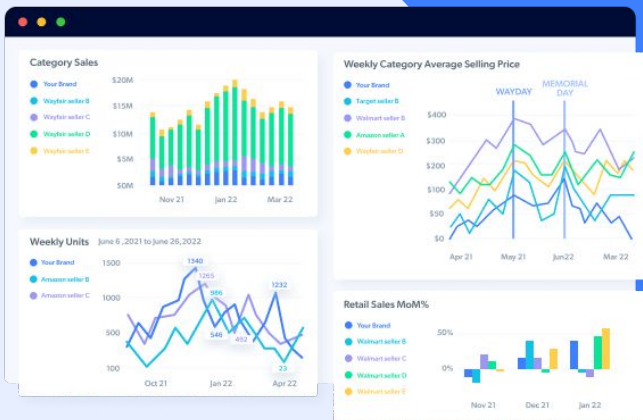 Category Sales
Your Brand
Wayfair seller B
Wayfair seller C
Wayfair seller D
Wayfair seller E
$20M
$15M
$10M
$5M
$0M
Nov 21
Jan 22
Mar 22
Weekly Category Average Selling Price
Your Brand
Target seller B
Walmart seller B
Amazon seller A
Wayfair seller D
WAYDAY
MEMORIAL
DAY
$400
$300
$200
$100
$50
$0
Apr 21
May 21
Jun22
Mar 22
Weekly Units June 6 ,2021 to June 26,2022
Your Brand
Amazon seller B
Amazon seller C
1500
1000
500
100
1340
1265
986
546
492
1232
23
Oct 21
Jan 22
Apr 22
Retail Sales MoM%
Your Brand
Walmart seller B
Walmart seller C
Walmart seller D
Walmart seller E
50%
0%
Nov 21
Dec 21
Jan 22